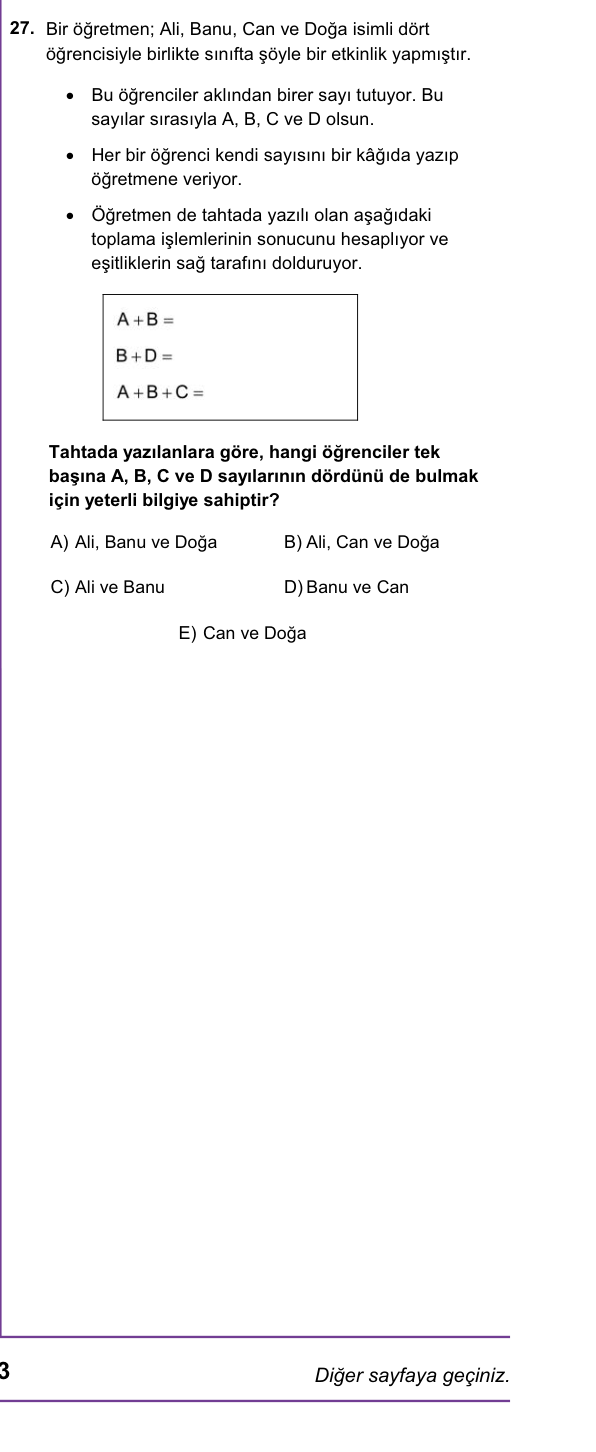 27. Bir öğretmen; Ali, Banu, Can ve Doğa isimli dört
öğrencisiyle birlikte sınıfta şöyle bir etkinlik yapmıştır.
• Bu öğrenciler aklından birer sayı tutuyor. Bu
sayılar sırasıyla A, B, C ve D olsun.
• Her bir öğrenci kendi sayısını bir kâğıda yazıp
öğretmene veriyor.
• Öğretmen de tahtada yazılı olan aşağıdaki
toplama işlemlerinin sonucunu hesaplıyor ve
eşitliklerin sağ tarafını dolduruyor.
A+B =
B+D =
A+B+C =
Tahtada yazılanlara göre, hangi öğrenciler tek
başına A, B, C ve D sayılarının dördünü de bulmak
için yeterli bilgiye sahiptir?
A) Ali, Banu ve Doğa B) Ali, Can ve Doğa
C) Ali ve Banu D) Banu ve Can
E) Can ve Doğa
3 Diğer sayfaya geçiniz.